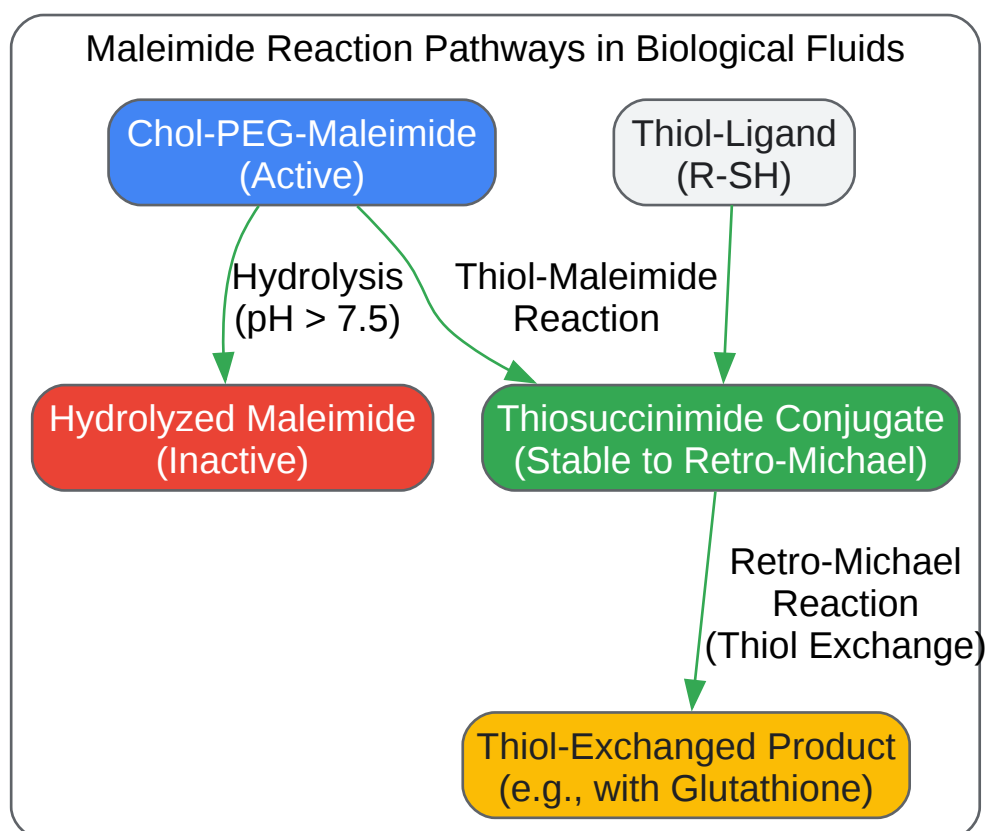 Maleimide Reaction Pathways in Biological Fluids
Chol-PEG-Maleimide
(Active)
Thiol-Ligand
(R-SH)
Hydrolysis
(pH > 7.5)
Thiol-Maleimide
Reaction
Hydrolyzed Maleimide
(Inactive)
Thiosuccinimide Conjugate
(Stable to Retro-Michael)
Retro-Michael
Reaction
(Thiol Exchange)
Thiol-Exchanged Product
(e.g., with Glutathione)